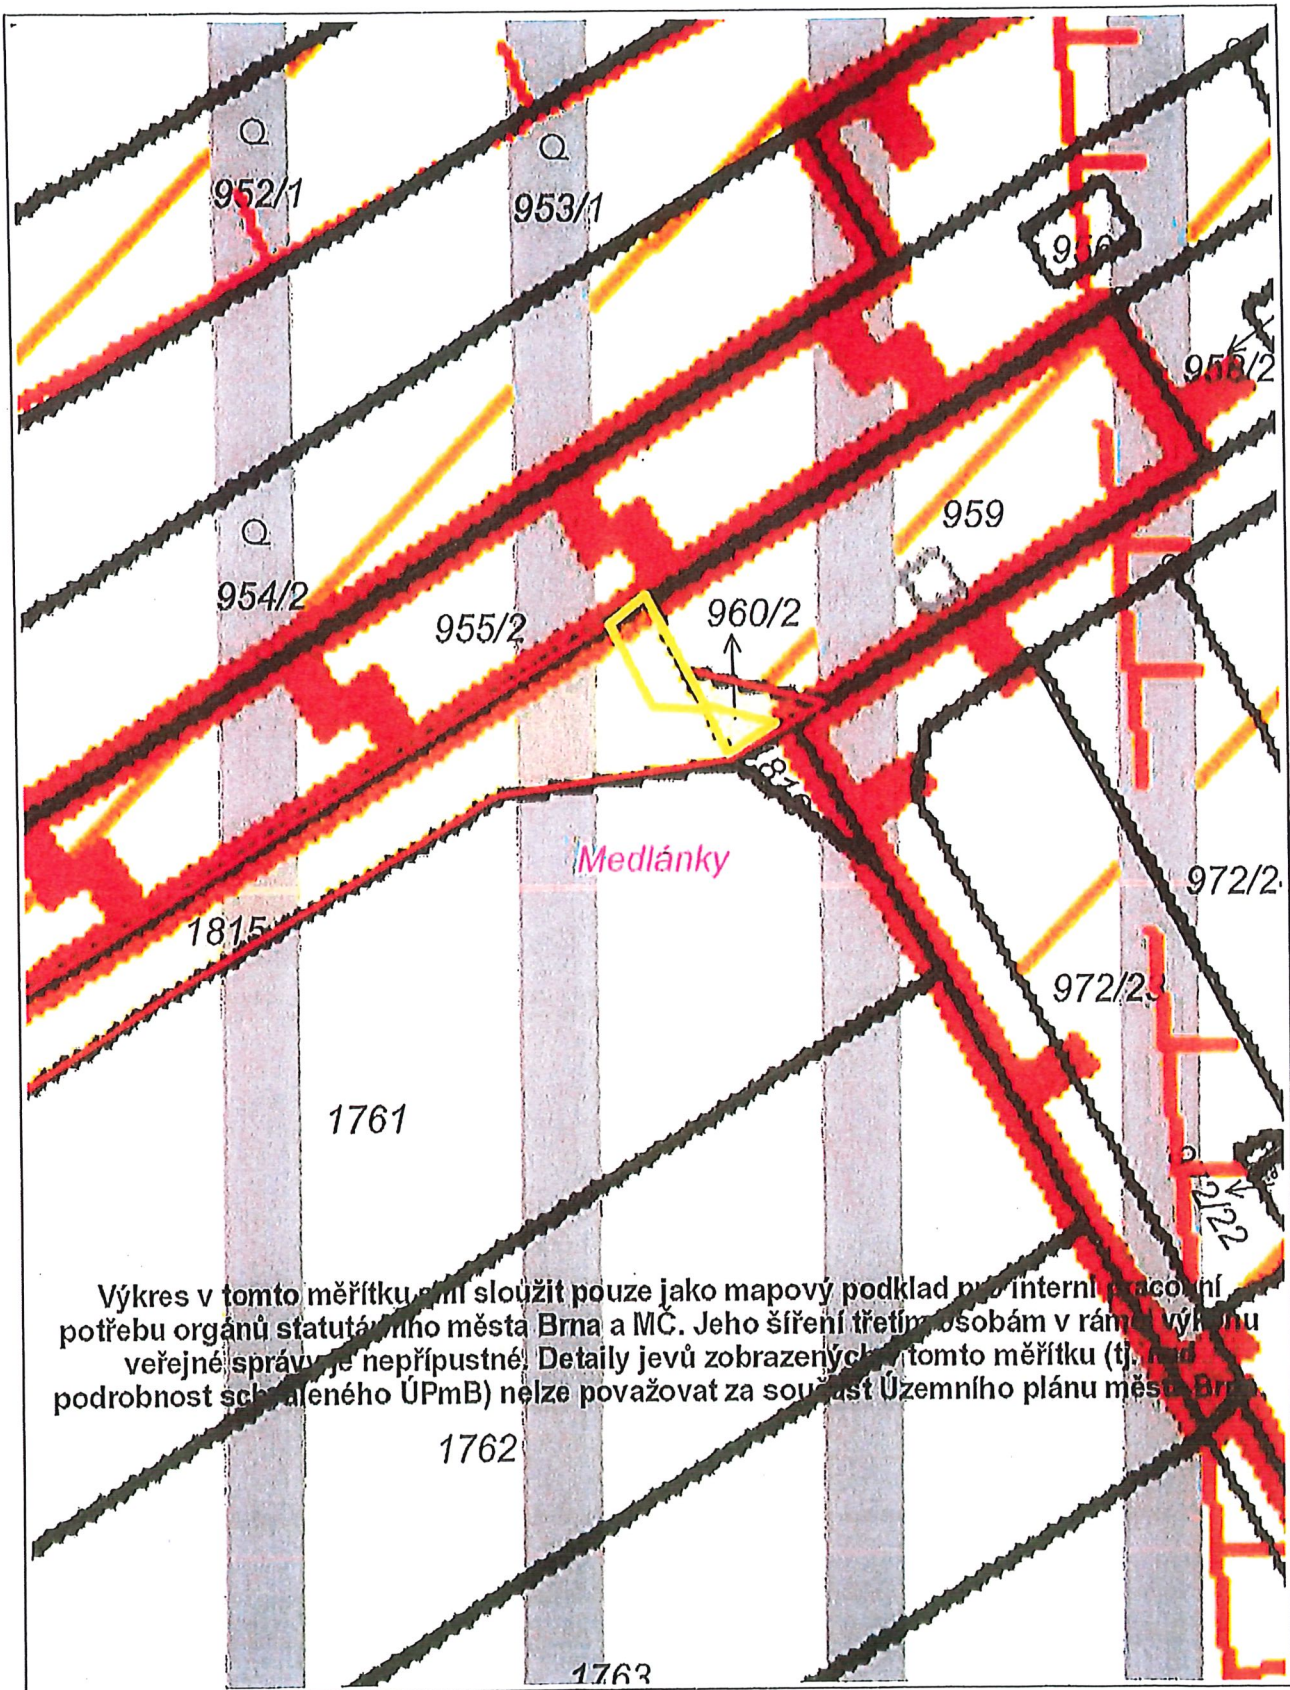 952/1
953/1
958/2
959
954/2
955/2
960/2
Medlánky
972/2
1815
972/23
1761
Výkres v tomto měřítku smí sloužit pouze jako mapový podklad pro interní pracovní
potřebu orgánů statutárního města Brna a MČ. Jeho šíření třetím osobám v rámci výkonu
veřejné správy je nepřípustné. Detaily jevů zobrazených v tomto měřítku (tj. nad
podrobnost schváleného ÚPmB) nelze považovat za součást Územního plánu města Brna.
1762
1763